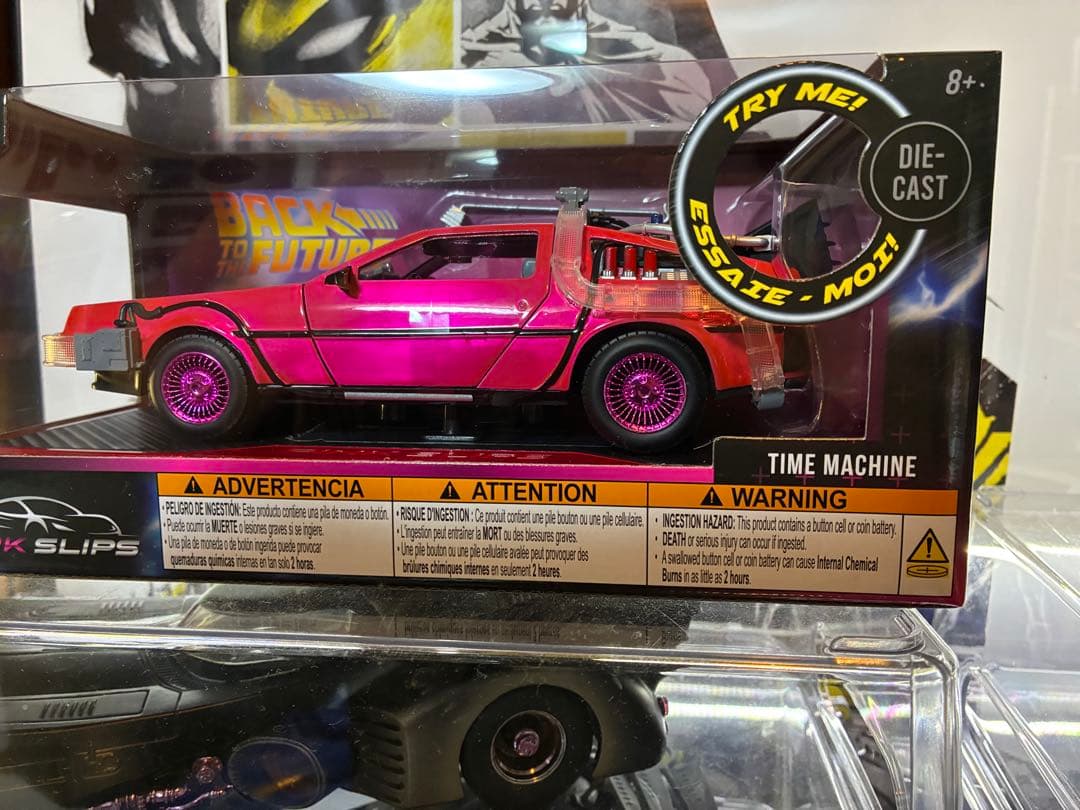 8+
TRY ME!
DIE-
CAST
ESSAIE - MOI!
BACK
TO
THE
FUTURE
TIME MACHINE
K SLIPS
ADVERTENCIA
• PELIGRO DE INGESTIÓN: Este producto contiene una pila de moneda o botón.
• Puede ocurrir la MUERTE o lesiones graves si se ingiere.
• Una pila de moneda o de botón ingerida puede provocar
quemaduras químicas internas en tan solo 2 horas.
ATTENTION
• RISQUE D'INGESTION : Ce produit contient une pile bouton ou une pile cellulaire.
• L'ingestion peut entraîner la MORT ou des blessures graves.
• Une pile bouton ou une pile cellulaire avalée peut provoquer des
brûlures chimiques internes en seulement 2 heures.
WARNING
• INGESTION HAZARD: This product contains a button cell or coin battery.
• DEATH or serious injury can occur if ingested.
• A swallowed button cell or coin battery can cause Internal Chemical
Burns in as little as 2 hours.